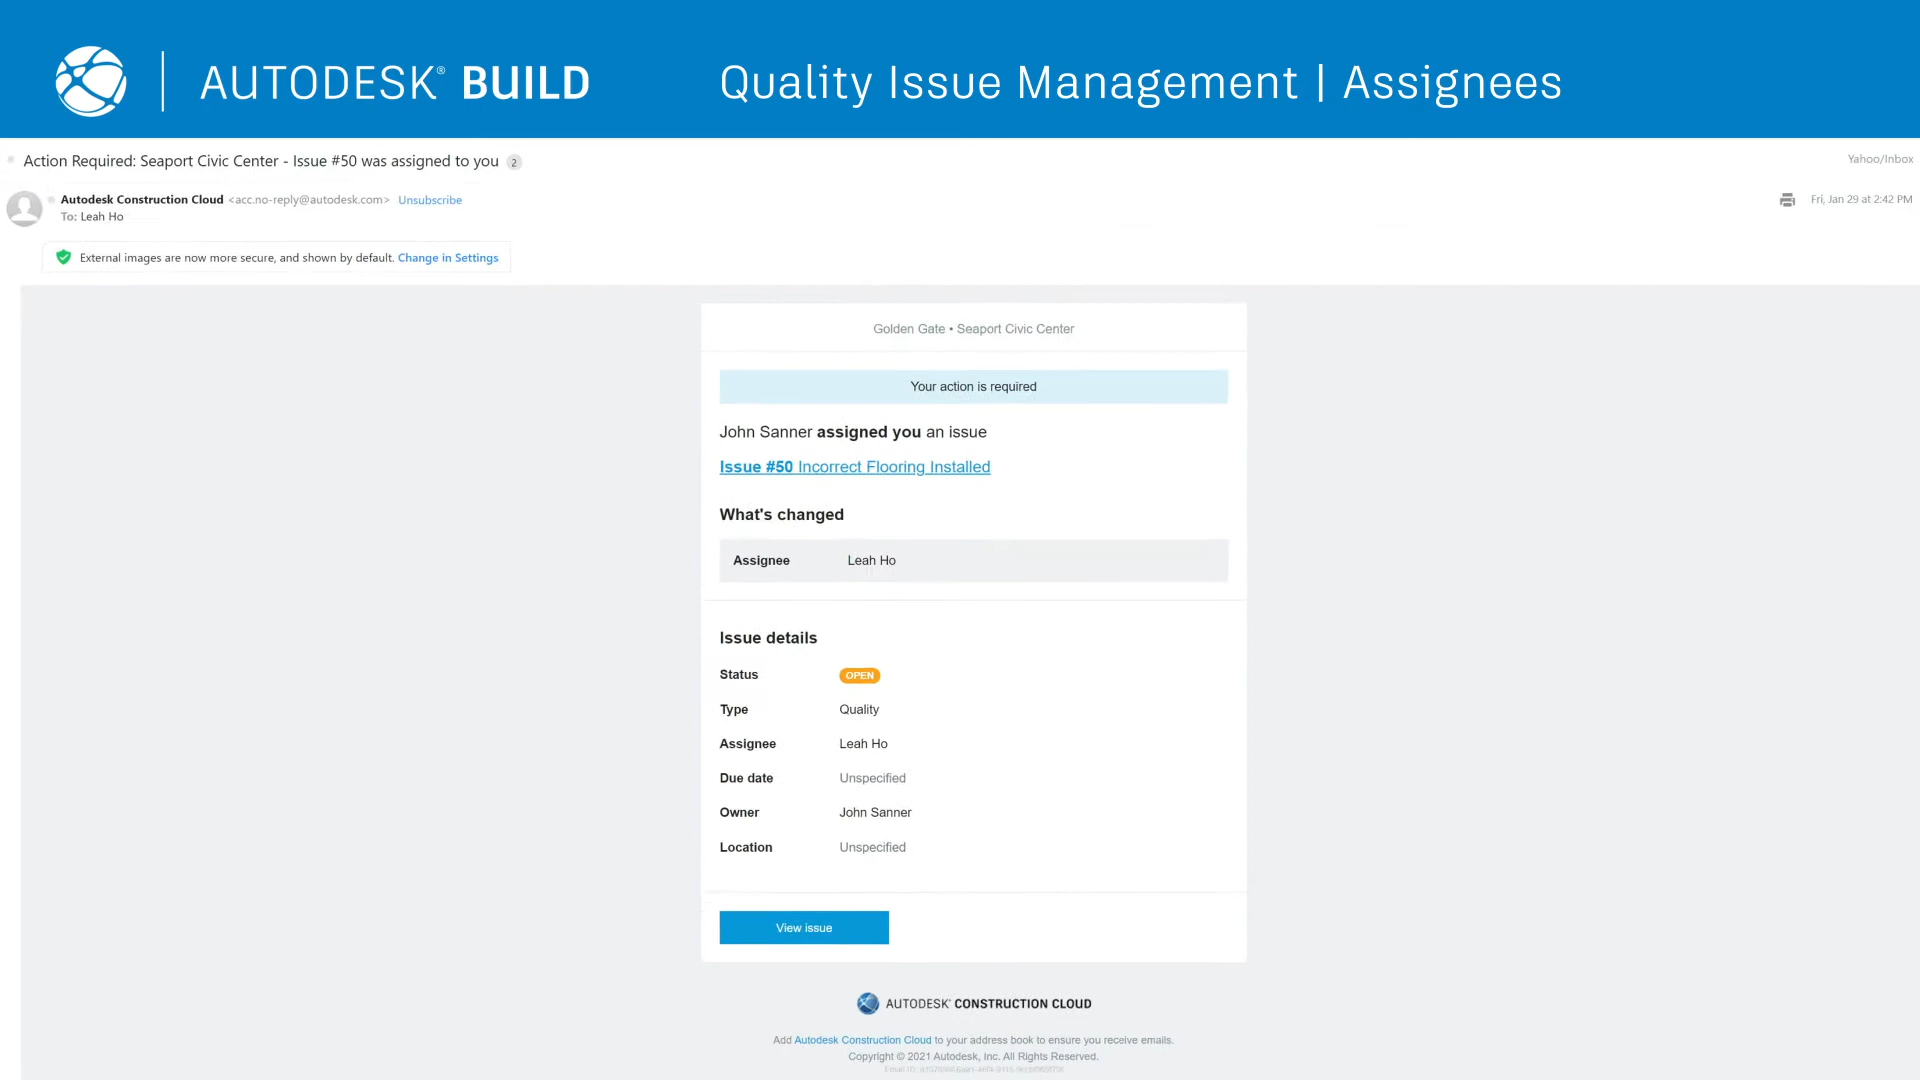 AUTODESK® BUILD
Quality Issue Management | Assignees
Action Required: Seaport Civic Center - Issue #50 was assigned to you 2
Yahoo/Inbox
Autodesk Construction Cloud <acc.no-reply@autodesk.com> Unsubscribe
Fri, Jan 29 at 2:42 PM
To: Leah Ho
External images are now more secure, and shown by default. Change in Settings
Golden Gate • Seaport Civic Center
Your action is required
John Sanner assigned you an issue
Issue #50 Incorrect Flooring Installed
What's changed
Assignee Leah Ho
Issue details
Status OPEN
Type Quality
Assignee Leah Ho
Due date Unspecified
Owner John Sanner
Location Unspecified
View issue
AUTODESK® CONSTRUCTION CLOUD
Add Autodesk Construction Cloud to your address book to ensure you receive emails.
Copyright © 2021 Autodesk, Inc. All Rights Reserved.
Email ID: